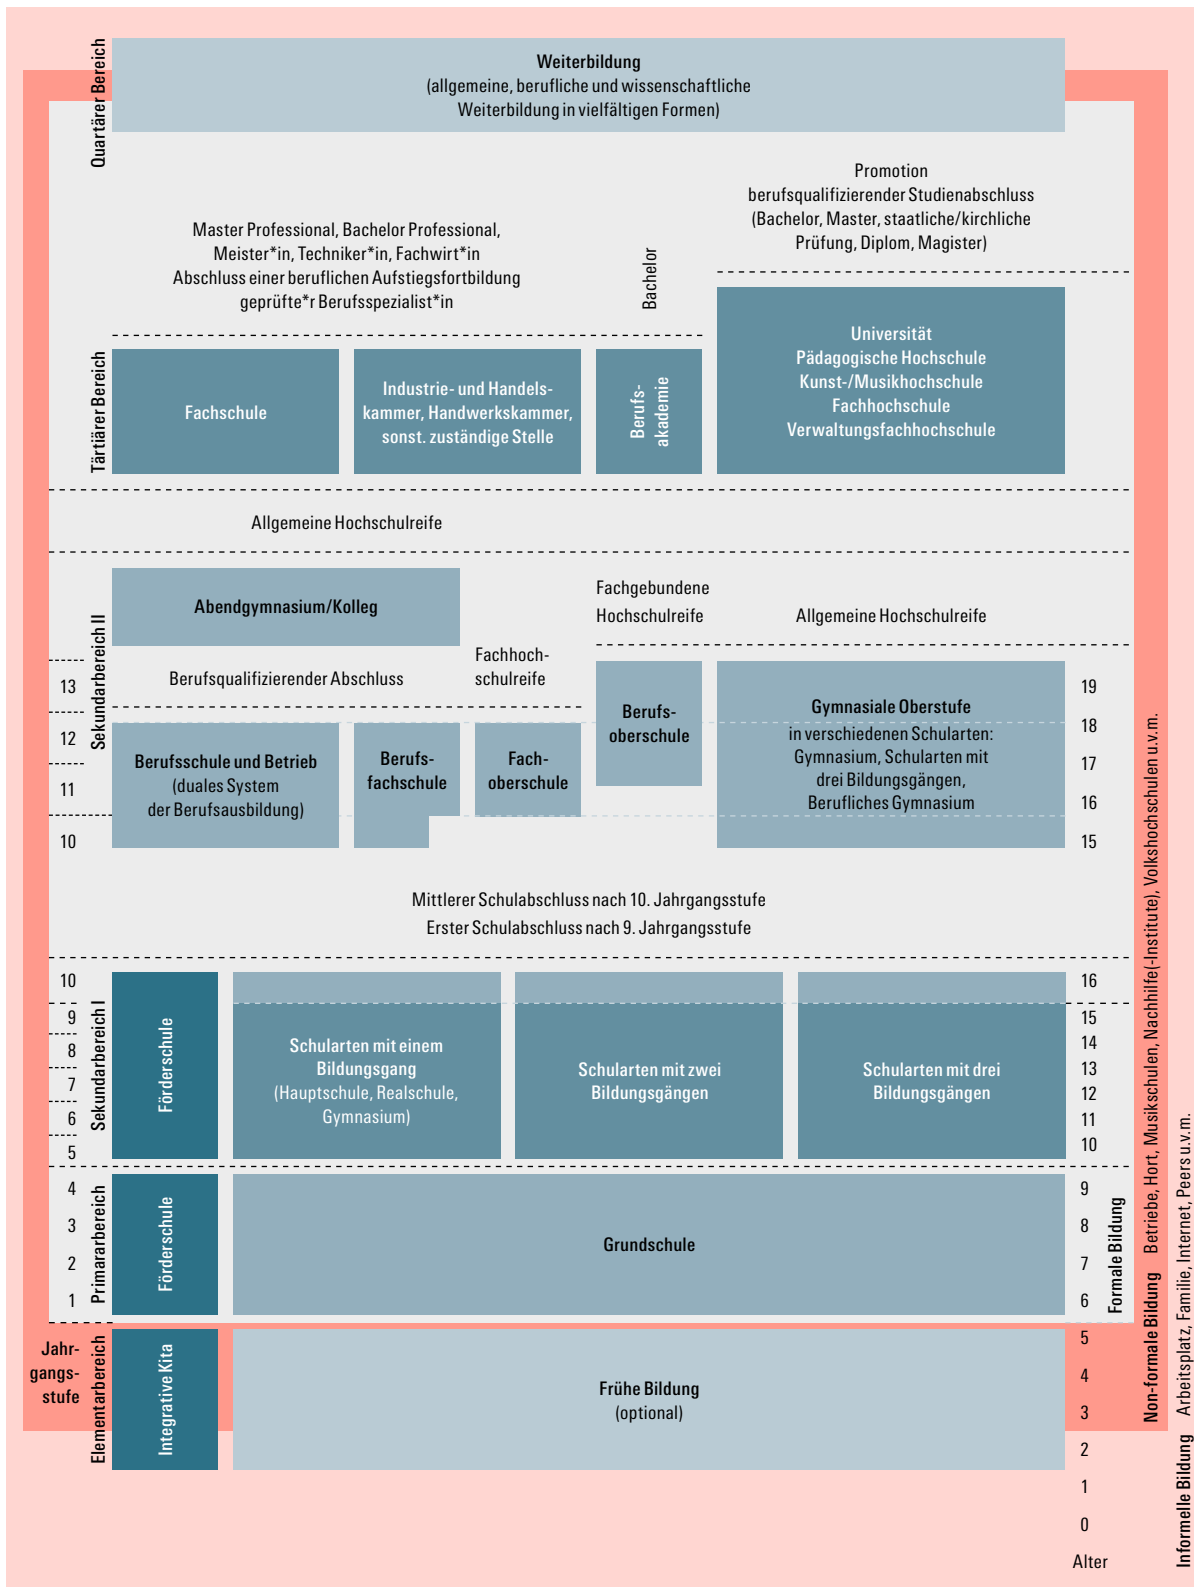 Quartärer Bereich
Weiterbildung
(allgemeine, berufliche und wissenschaftliche
Weiterbildung in vielfältigen Formen)
Tärtiärer Bereich
Master Professional, Bachelor Professional,
Meister*in, Techniker*in, Fachwirt*in
Abschluss einer beruflichen Aufstiegsfortbildung
geprüfte*r Berufsspezialist*in
Bachelor
Promotion
berufsqualifizierender Studienabschluss
(Bachelor, Master, staatliche/kirchliche
Prüfung, Diplom, Magister)
Fachschule
Industrie- und Handels-
kammer, Handwerkskammer,
sonst. zuständige Stelle
Berufs-
akademie
Universität
Pädagogische Hochschule
Kunst-/Musikhochschule
Fachhochschule
Verwaltungsfachhochschule
Allgemeine Hochschulreife
Sekundarbereich II
Abendgymnasium/Kolleg
Fachgebundene
Hochschulreife
Allgemeine Hochschulreife
Berufsqualifizierender Abschluss
Fachhoch-
schulreife
13
12
11
10
Berufsschule und Betrieb
(duales System
der Berufsausbildung)
Berufs-
fachschule
Fach-
oberschule
Berufs-
oberschule
Gymnasiale Oberstufe
in verschiedenen Schularten:
Gymnasium, Schularten mit
drei Bildungsgängen,
Berufliches Gymnasium
19
18
17
16
15
Mittlerer Schulabschluss nach 10. Jahrgangsstufe
Erster Schulabschluss nach 9. Jahrgangsstufe
Sekundarbereich I
10
9
8
7
6
5
Förderschule
Schularten mit einem
Bildungsgang
(Hauptschule, Realschule,
Gymnasium)
Schularten mit zwei
Bildungsgängen
Schularten mit drei
Bildungsgängen
16
15
14
13
12
11
10
Primararbereich
4
3
2
1
Förderschule
Grundschule
9
8
7
6
Formale Bildung
Jahr-
gangs-
stufe
Elementarbereich
Integrative Kita
Frühe Bildung
(optional)
5
4
3
2
1
0
Alter
Non-formale Bildung Betriebe, Hort, Musikschulen, Nachhilfe(-Institute), Volkshochschulen u.v.m.
Informelle Bildung Arbeitsplatz, Familie, Internet, Peers u.v.m.